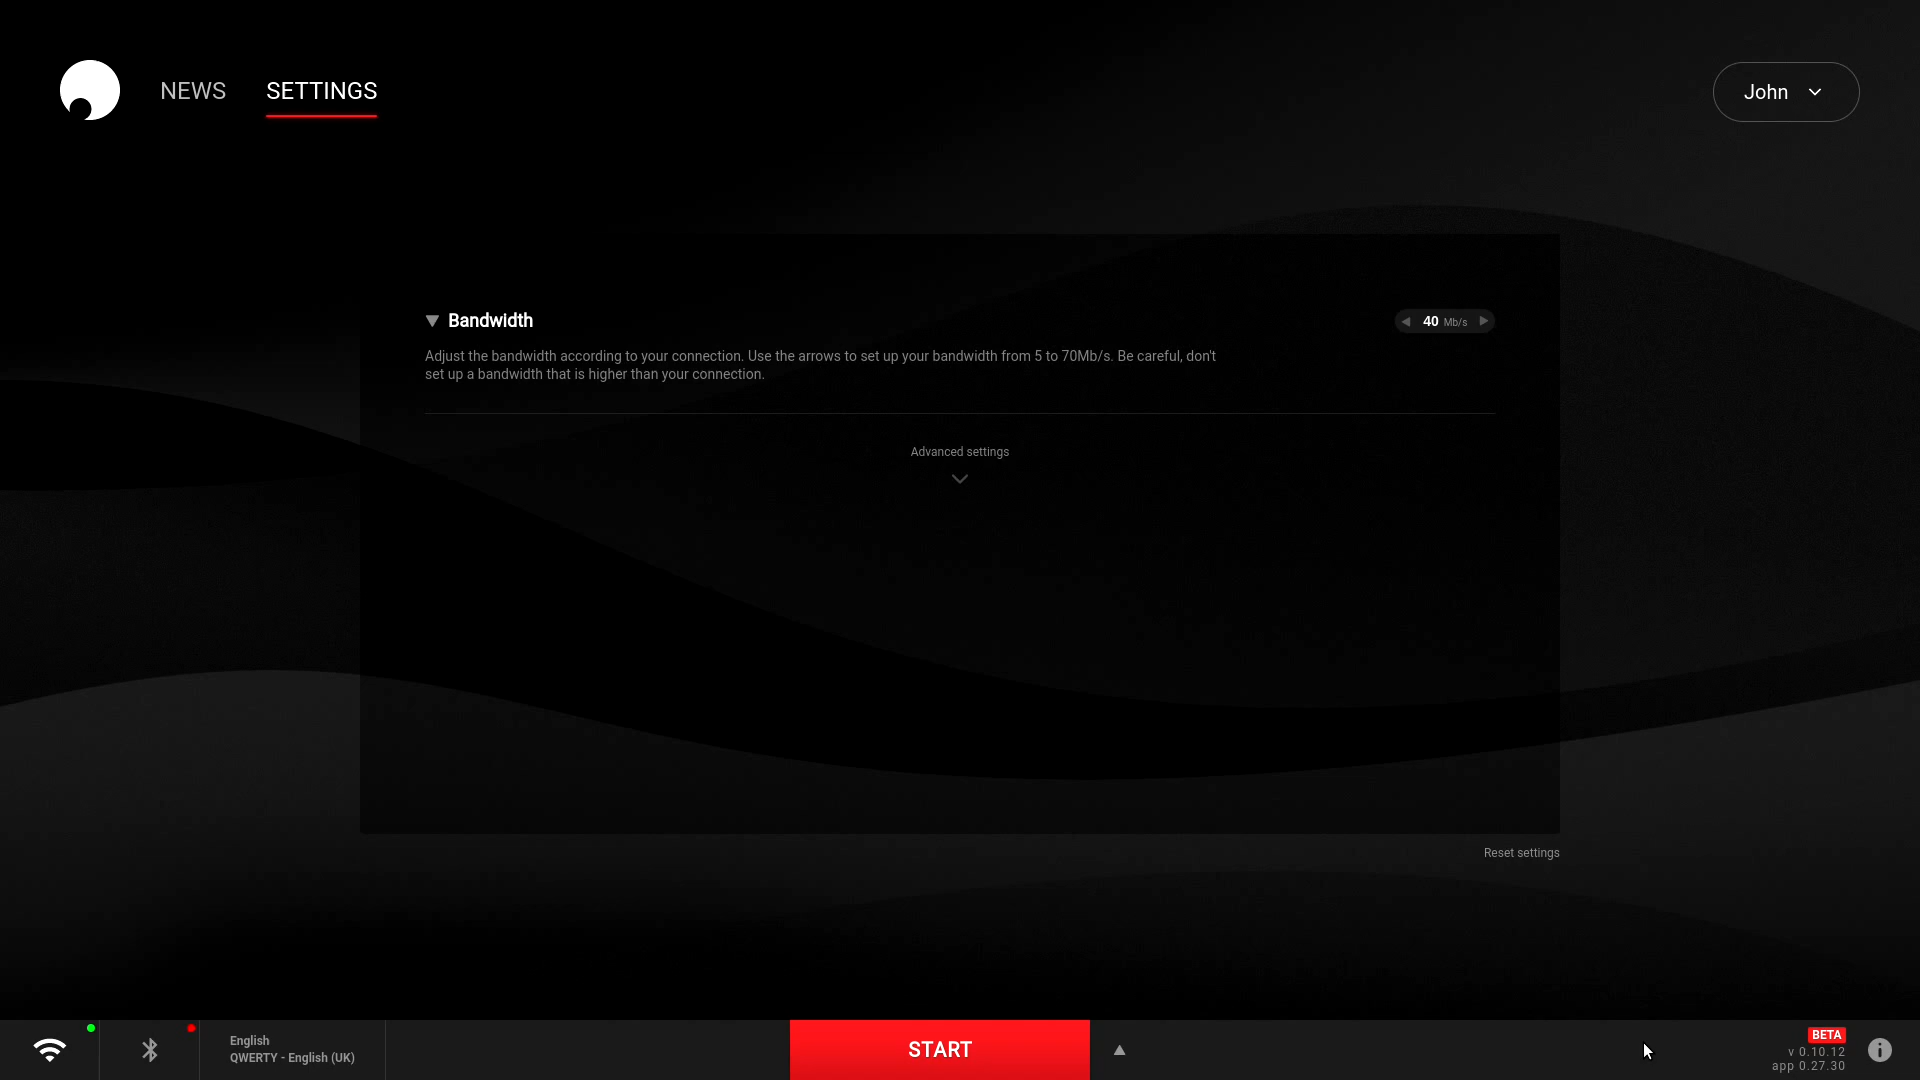 NEWS SETTINGS
John
Bandwidth
40 Mb/s
Adjust the bandwidth according to your connection. Use the arrows to set up your bandwidth from 5 to 70Mb/s. Be careful, don't
set up a bandwidth that is higher than your connection.
Advanced settings
Reset settings
English
QWERTY - English (UK)
START
BETA
v 0.10.12
app 0.27.30